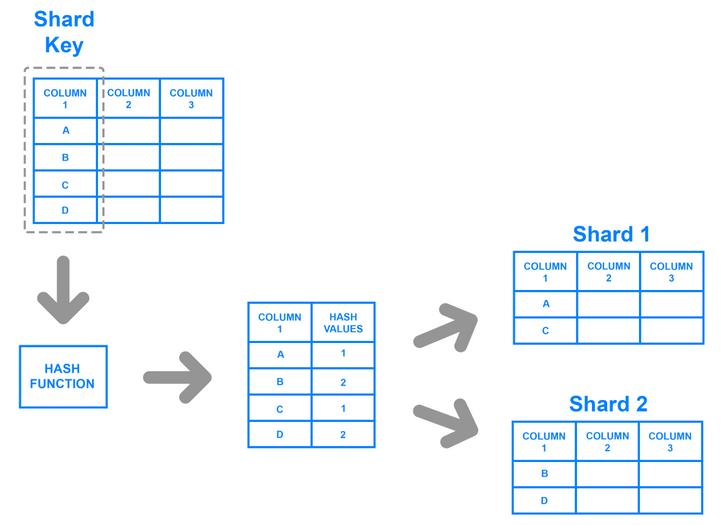 Shard
Key
COLUMN
1
COLUMN
2
COLUMN
3
A
B
C
D
HASH
FUNCTION
COLUMN
1
HASH
VALUES
A
1
B
2
C
1
D
2
Shard 1
COLUMN
1
COLUMN
2
COLUMN
3
A
C
Shard 2
COLUMN
1
COLUMN
2
COLUMN
3
B
D